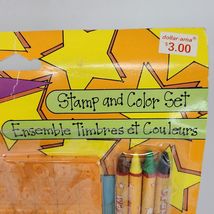 dollar·ama
$3.00
Stamp and Color Set
Ensemble Timbres et Couleurs